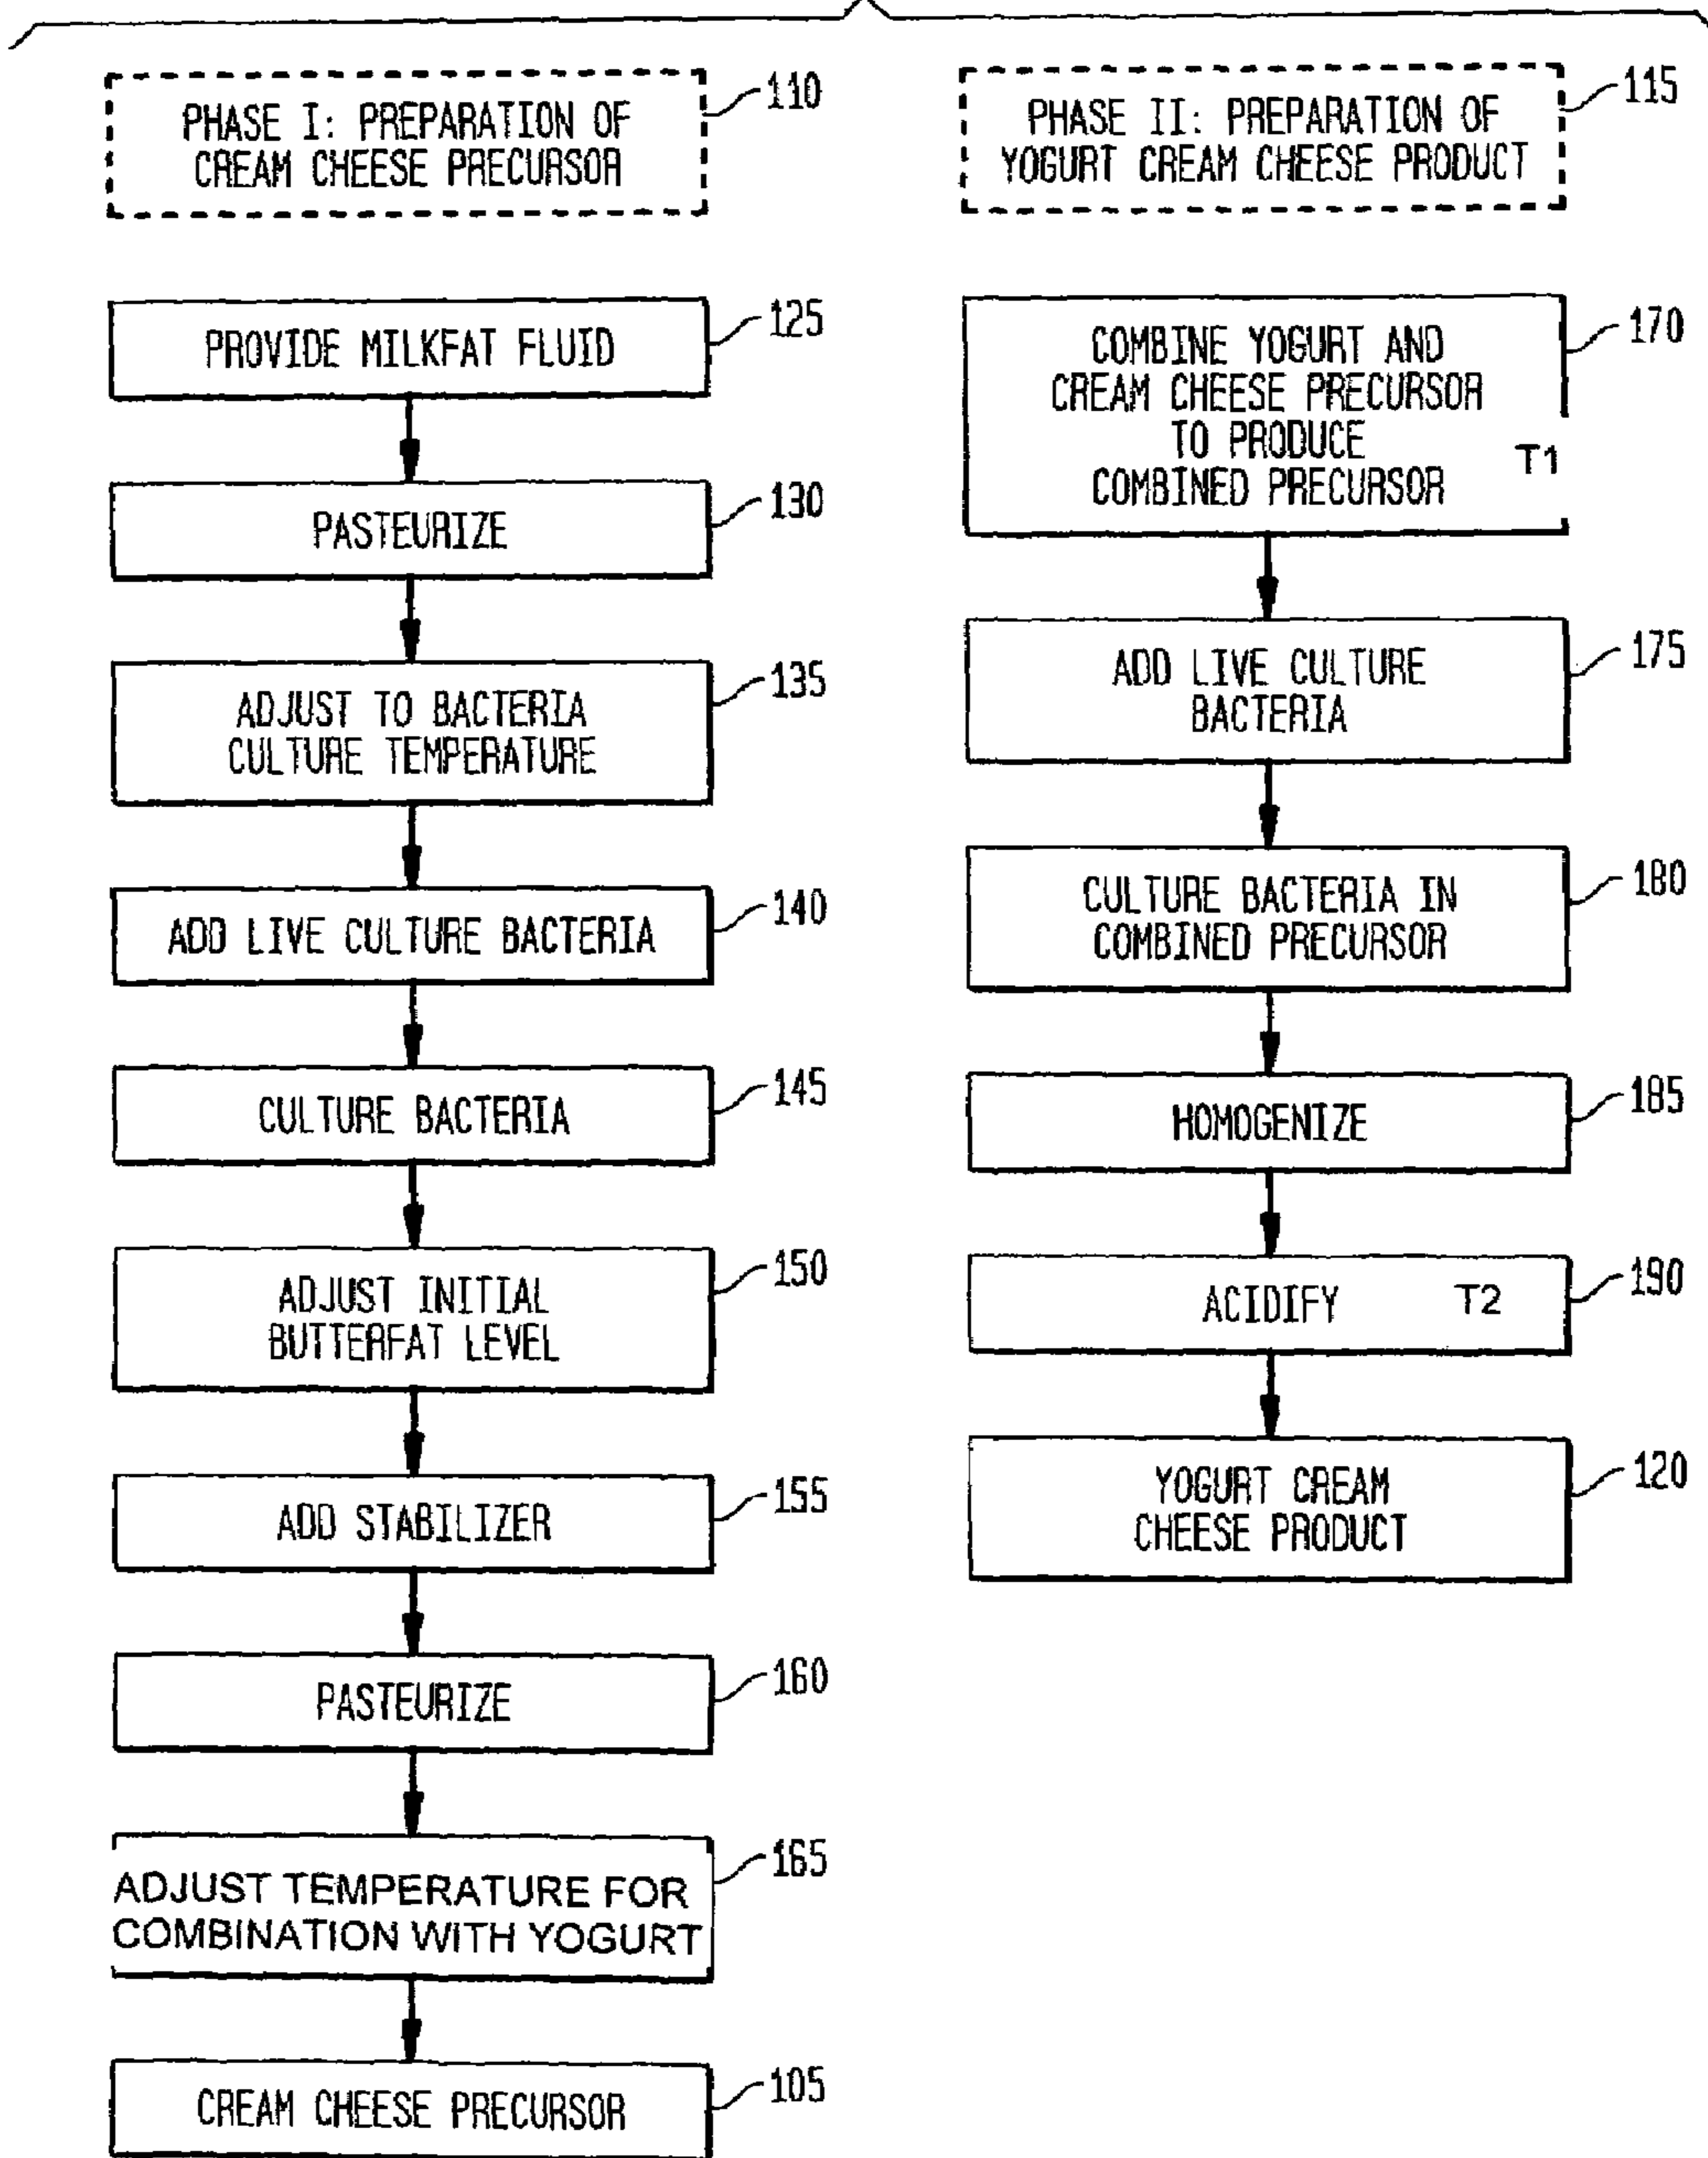 PHASE I: PREPARATION OF
CREAM CHEESE PRECURSOR
110
PROVIDE MILKFAT FLUID
125
PASTEURIZE
130
ADJUST TO BACTERIA
CULTURE TEMPERATURE
135
ADD LIVE CULTURE BACTERIA
140
CULTURE BACTERIA
145
ADJUST INITIAL
BUTTERFAT LEVEL
150
ADD STABILIZER
155
PASTEURIZE
160
ADJUST TEMPERATURE FOR
COMBINATION WITH YOGURT
165
CREAM CHEESE PRECURSOR
105
PHASE II: PREPARATION OF
YOGURT CREAM CHEESE PRODUCT
115
COMBINE YOGURT AND
CREAM CHEESE PRECURSOR
TO PRODUCE
COMBINED PRECURSOR
T1
170
ADD LIVE CULTURE
BACTERIA
175
CULTURE BACTERIA IN
COMBINED PRECURSOR
180
HOMOGENIZE
185
ACIDIFY T2
190
YOGURT CREAM
CHEESE PRODUCT
120